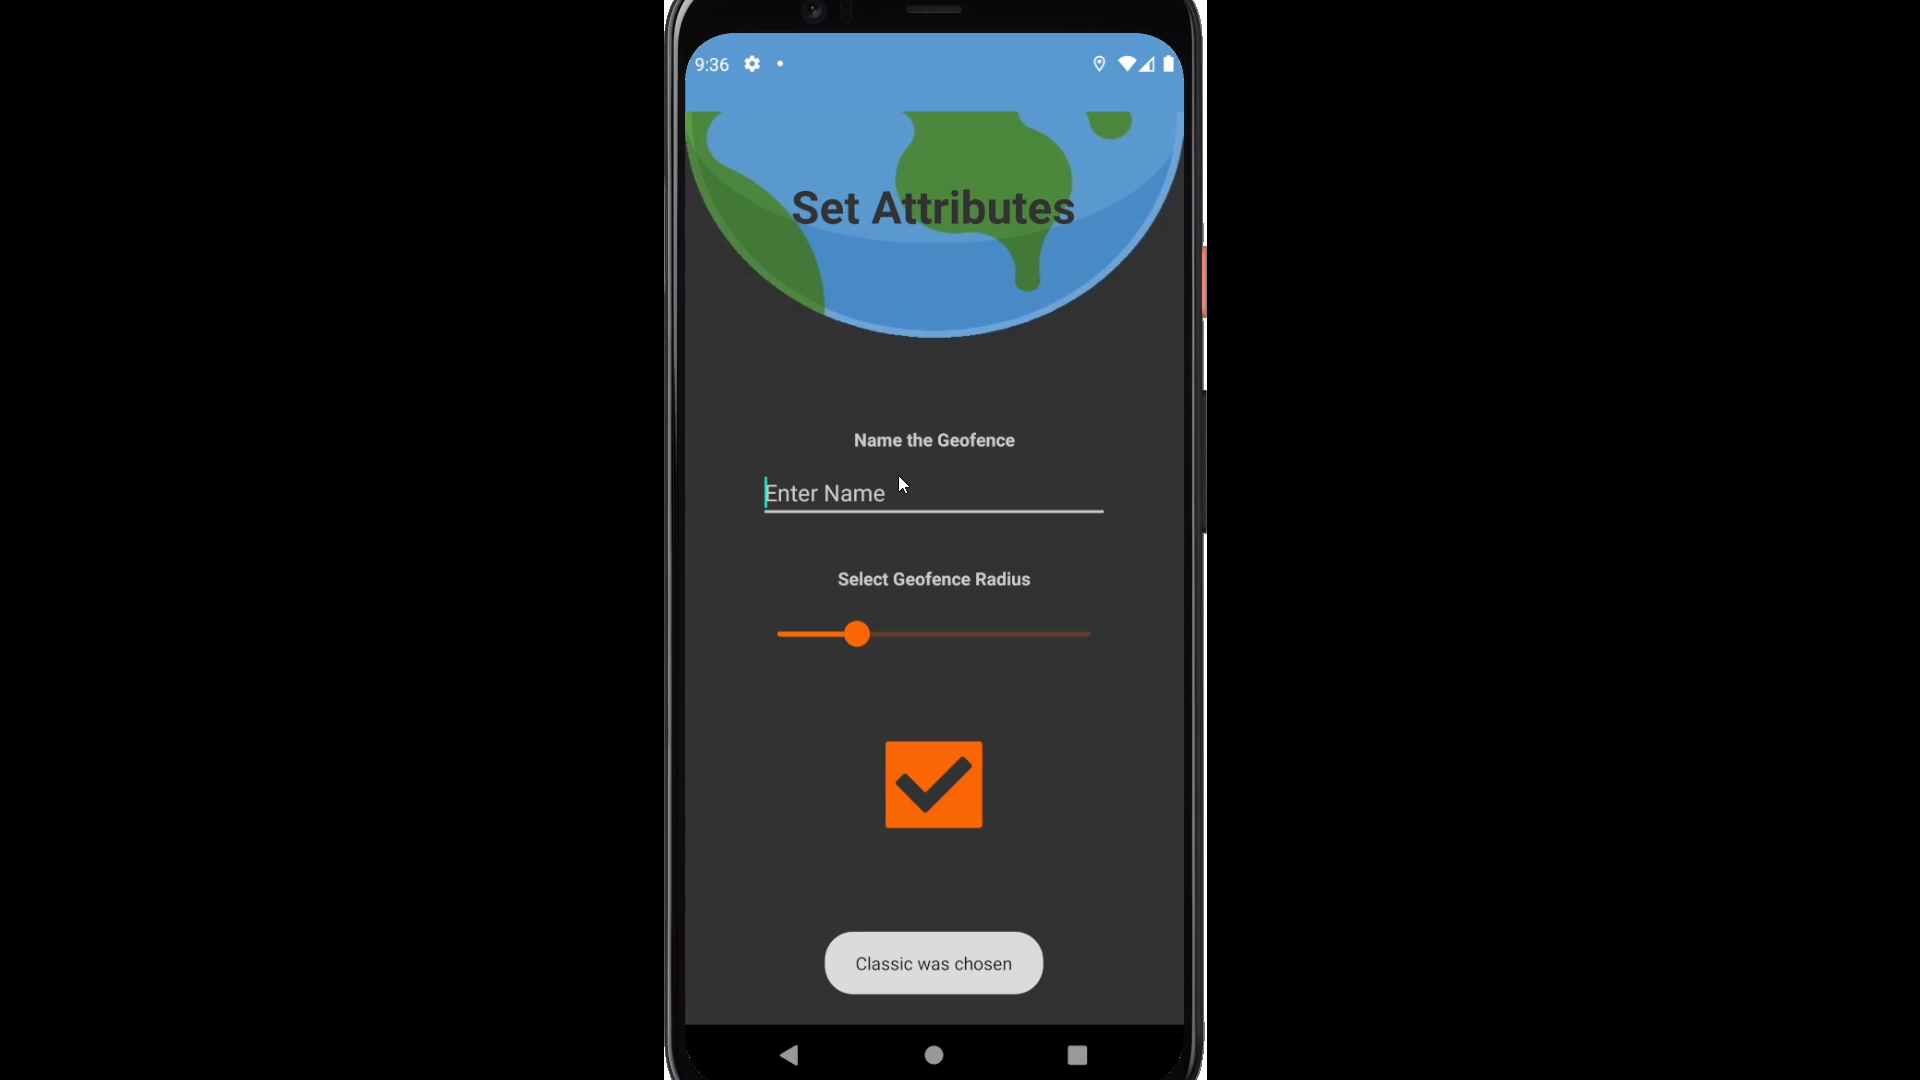 9:36
Set Attributes
Name the Geofence
Enter Name
Select Geofence Radius
Classic was chosen